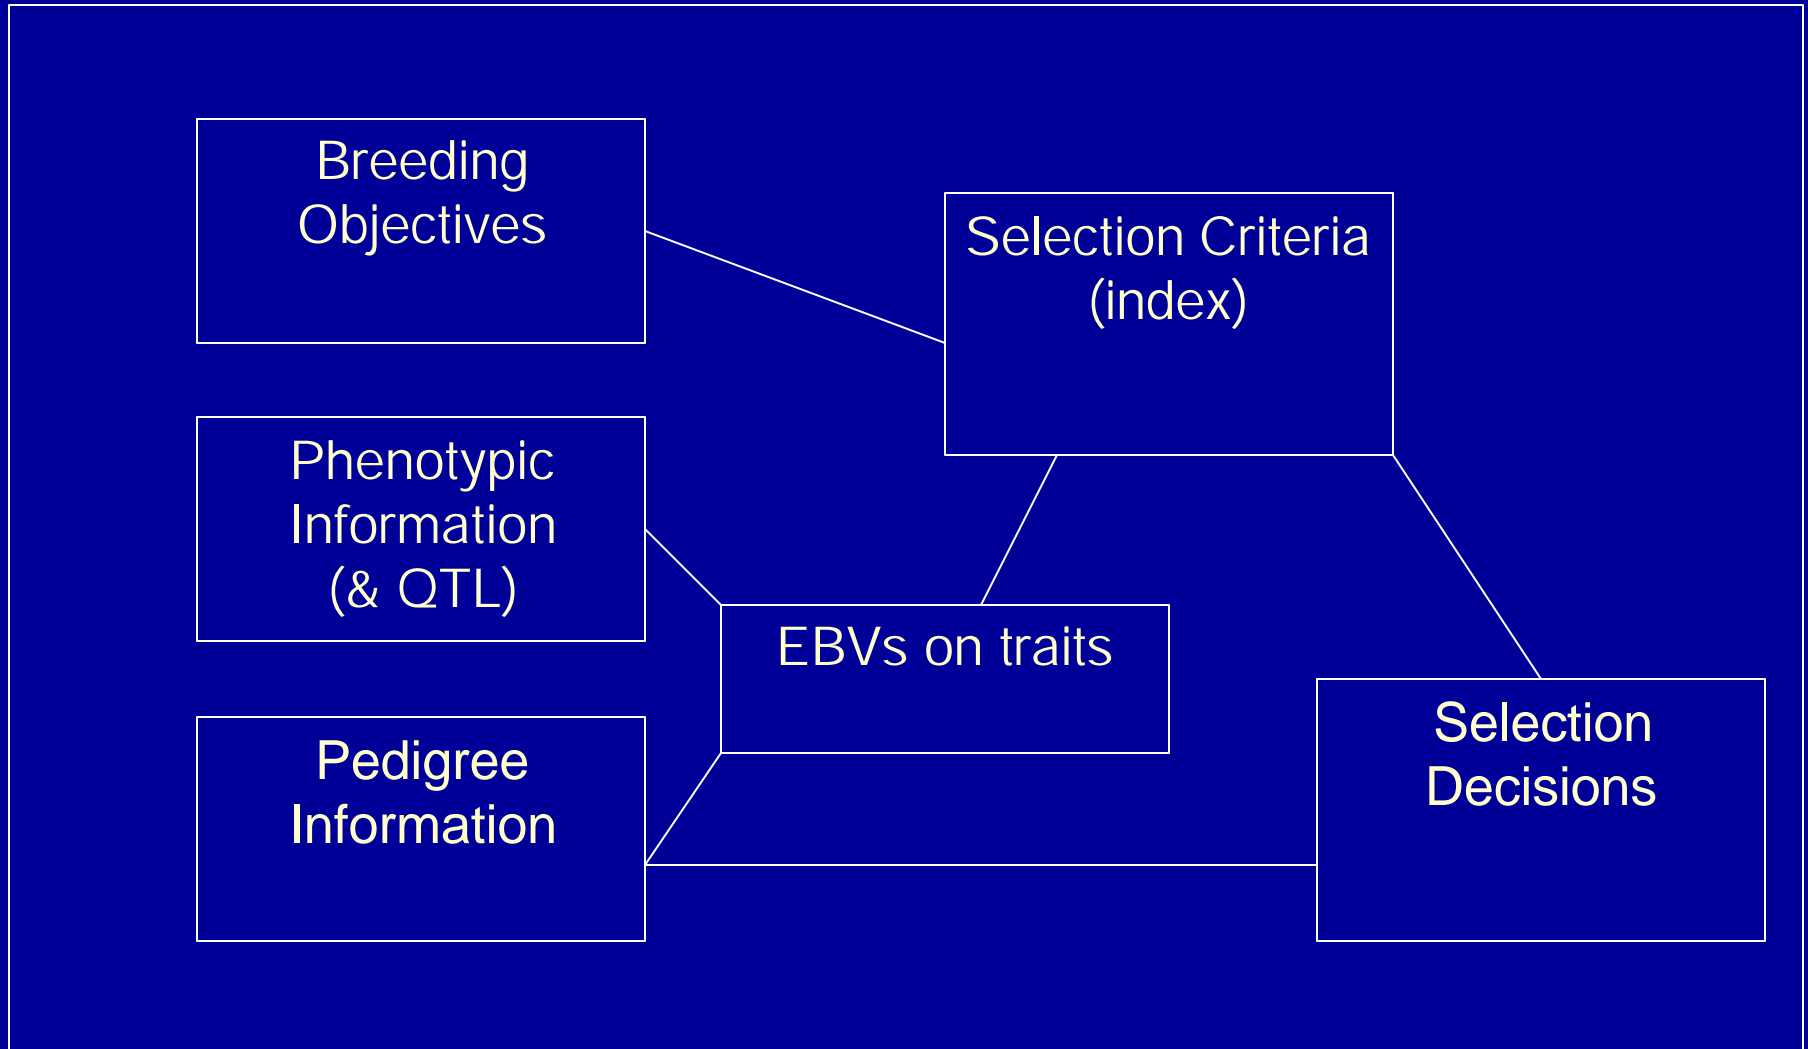 Breeding
Objectives
Selection Criteria
(index)
Phenotypic
Information
(& QTL)
EBVs on traits
Pedigree
Information
Selection
Decisions